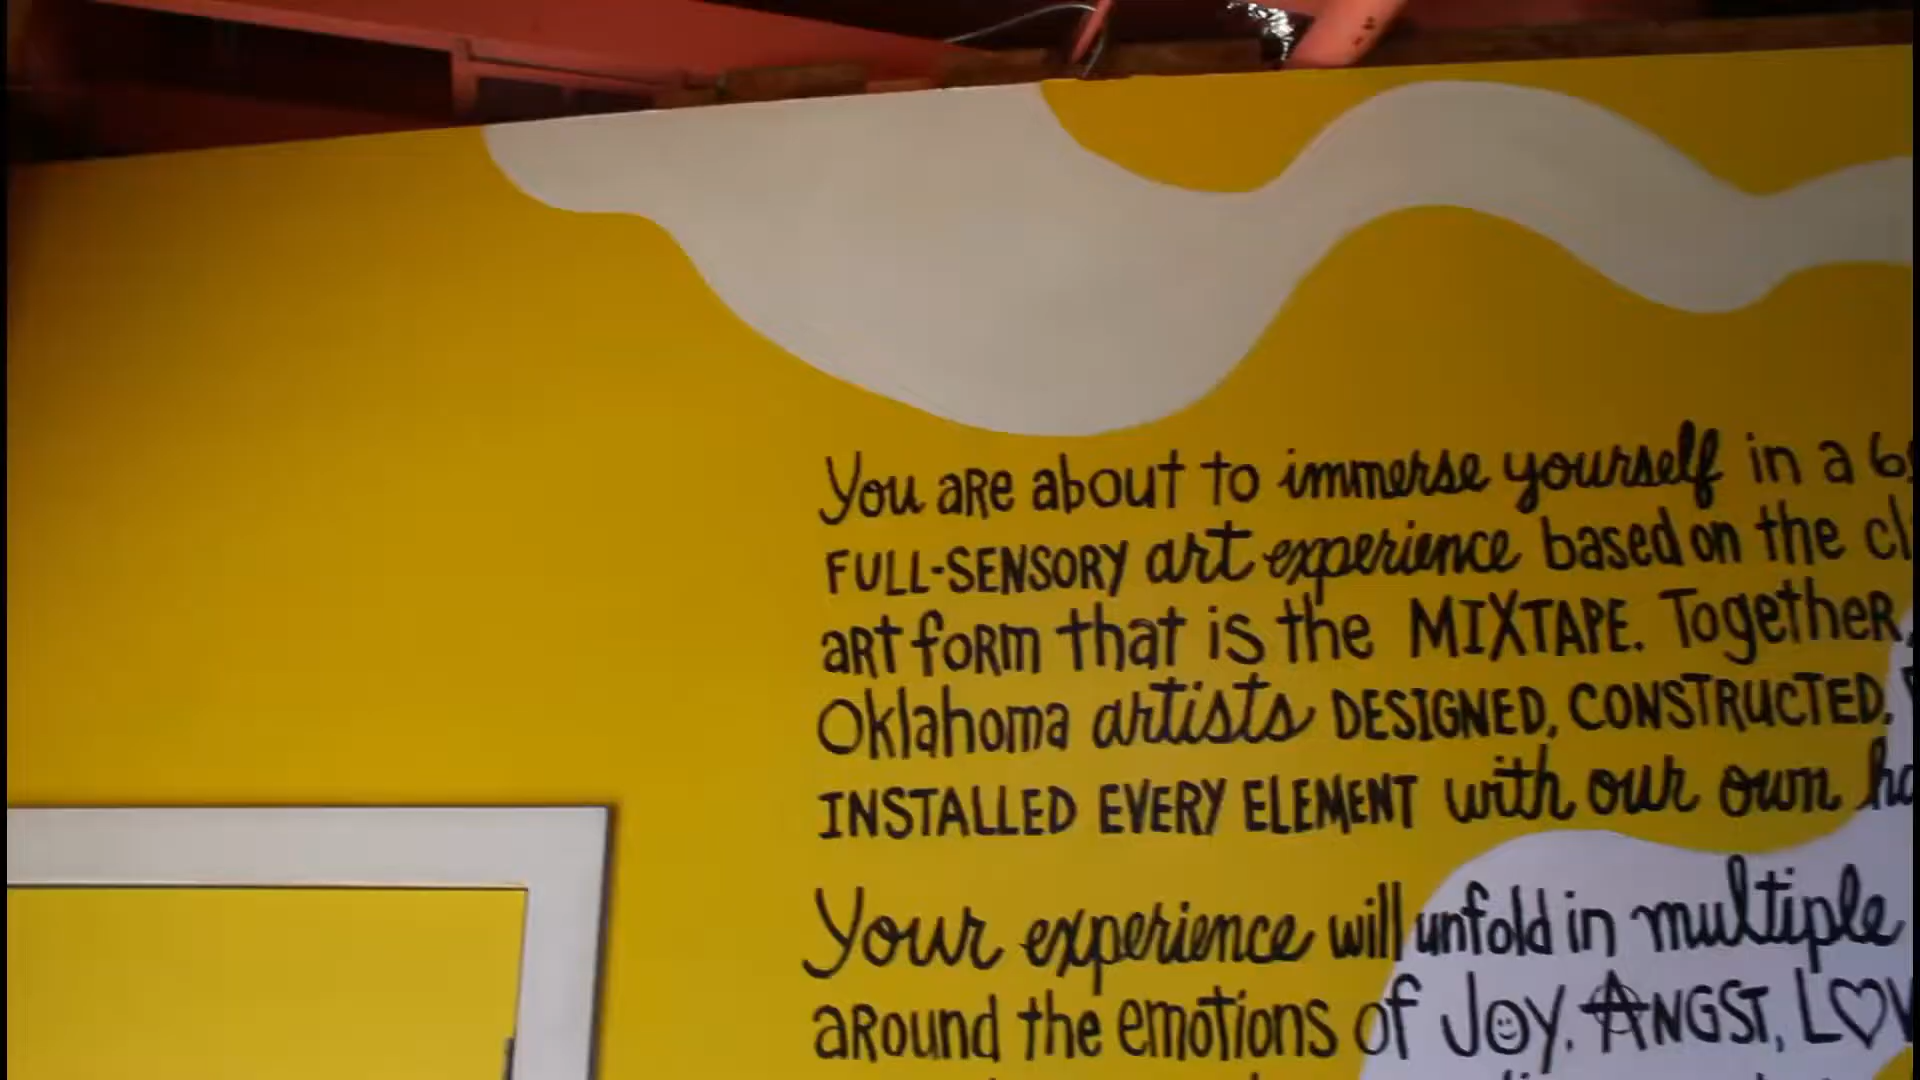 You are about to immerse yourself in a
FULL-SENSORY art experience based on the
art form that is the MIXTAPE. Together,
Oklahoma artists DESIGNED, CONSTRUCTED,
INSTALLED EVERY ELEMENT with our own
Your experience will unfold in multiple
around the emotions of JOY, ANGST,